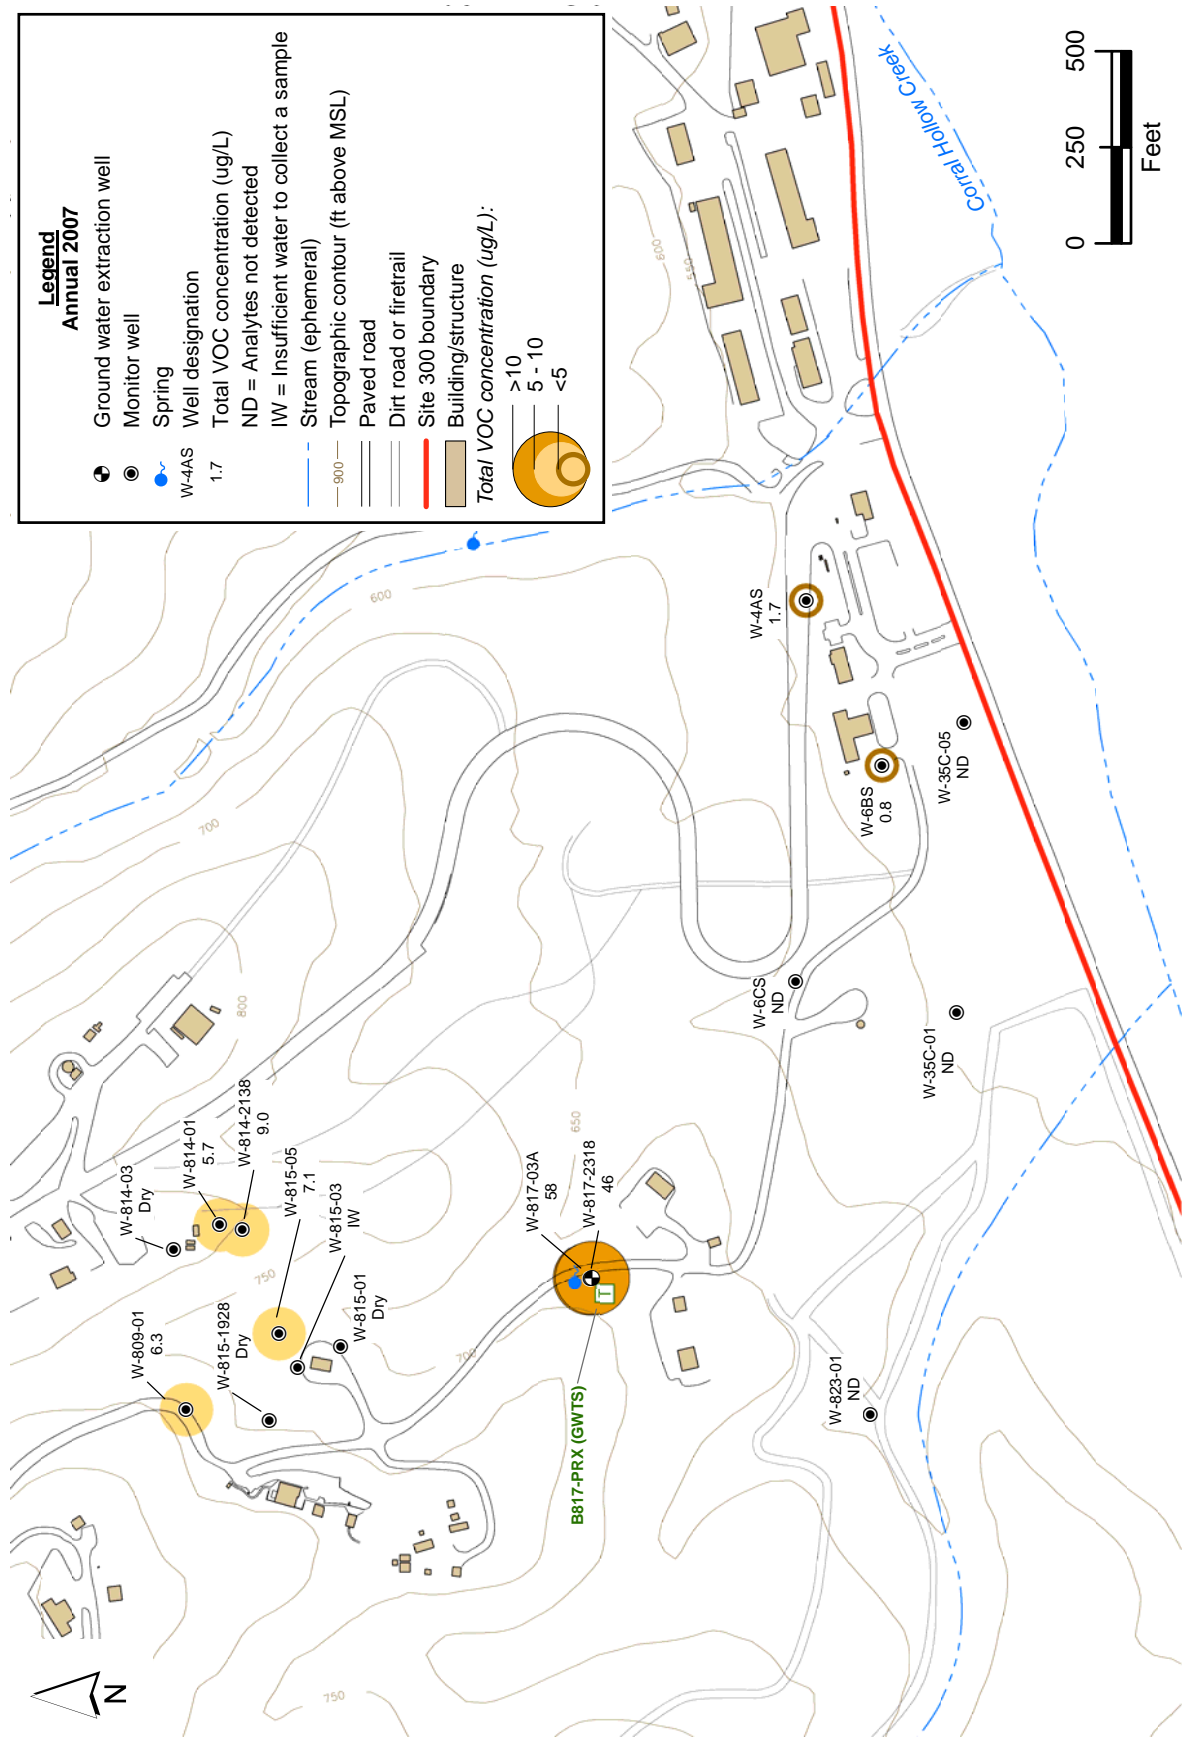 Legend
Annual 2007
Ground water extraction well
Monitor well
Spring
W-4AS
Well designation
1.7
Total VOC concentration (ug/L)
ND = Analytes not detected
IW = Insufficient water to collect a sample
Stream (ephemeral)
900
Topographic contour (ft above MSL)
Paved road
Dirt road or firetrail
Site 300 boundary
Building/structure
Total VOC concentration (ug/L):
>10
5 - 10
<5
0
250
500
Feet
Corral Hollow Creek
600
550
600
700
800
750
700
650
750
W-4AS
1.7
W-6BS
0.8
W-35C-05
ND
W-6CS
ND
W-35C-01
ND
W-814-03
Dry
W-814-01
5.7
W-814-2138
9.0
W-815-05
7.1
W-815-03
IW
W-815-01
Dry
W-809-01
6.3
W-815-1928
Dry
W-817-03A
58
W-817-2318
46
T
B817-PRX (GWTS)
W-823-01
ND
N